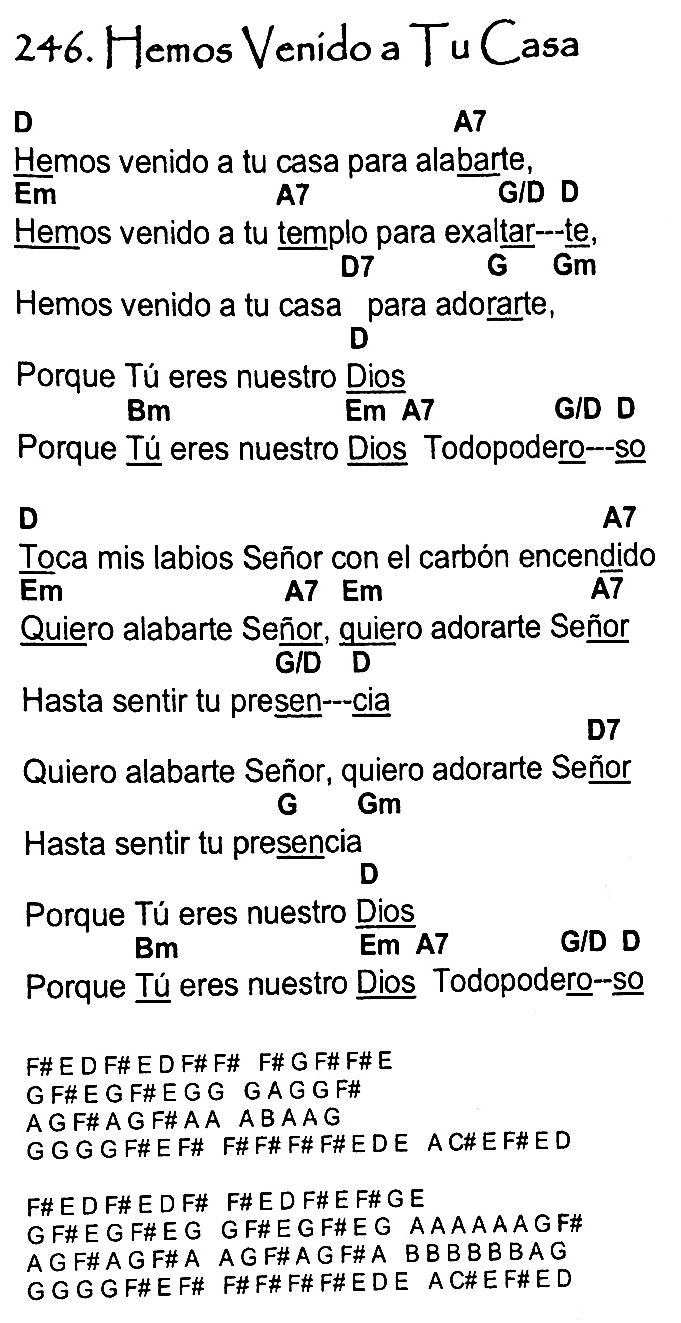 246. Hemos Venido a Tu Casa
D A7
Hemos venido a tu casa para alabarte,
Em A7 G/D D
Hemos venido a tu templo para exaltar---te,
D7 G Gm
Hemos venido a tu casa para adorarte,
D
Porque Tú eres nuestro Dios
Bm Em A7 G/D D
Porque Tú eres nuestro Dios Todopodero---so
D A7
Toca mis labios Señor con el carbón encendido
Em A7 Em A7
Quiero alabarte Señor, quiero adorarte Señor
G/D D
Hasta sentir tu presen---cia
D7
Quiero alabarte Señor, quiero adorarte Señor
G Gm
Hasta sentir tu presencia
D
Porque Tú eres nuestro Dios
Bm Em A7 G/D D
Porque Tú eres nuestro Dios Todopodero--so
F# E D F# E D F# F# F# G F# F# E
G F# E G F# E G G G A G G F#
A G F# A G F# A A A B A A G
G G G G F# E F# F# F# F# F# E D E A C# E F# E D
F# E D F# E D F# F# E D F# E F# G E
G F# E G F# E G G F# E G F# E G A A A A A A G F#
A G F# A G F# A A G F# A G F# A B B B B B B A G
G G G G F# E F# F# F# F# F# E D E A C# E F# E D